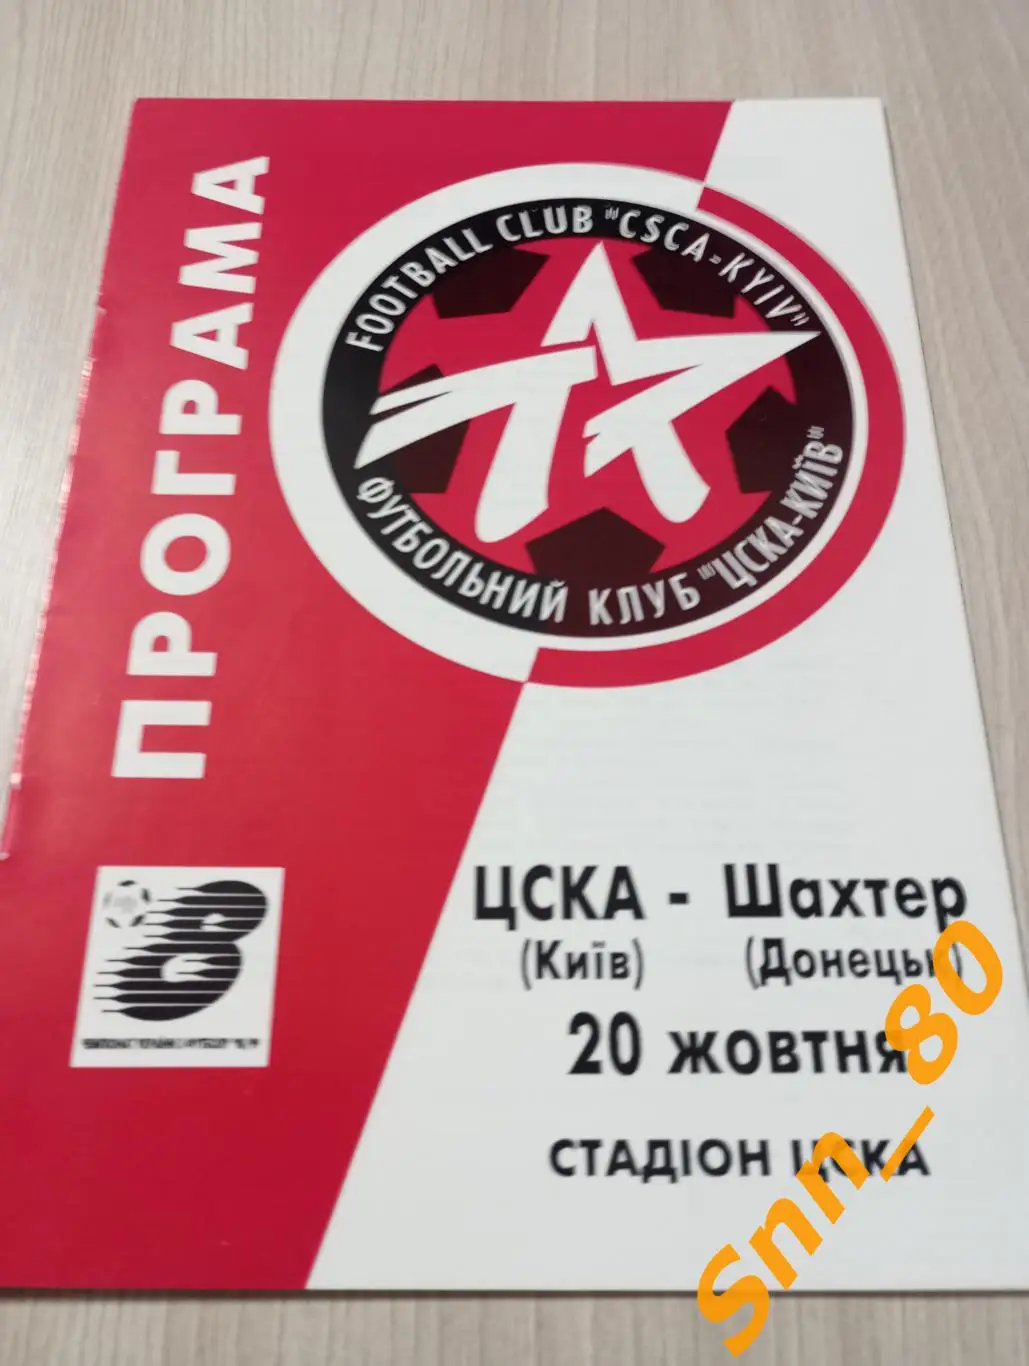 ПРОГРАМА
FOOTBALL CLUB "CSCA-KYIV"
ФУТБОЛЬНИЙ КЛУБ "ЦСКА-КИЇВ"
ЦСКА - Шахтер
(Київ) (Донецьк)
20 жовтня
СТАДІОН ЦСКА
Snn_80